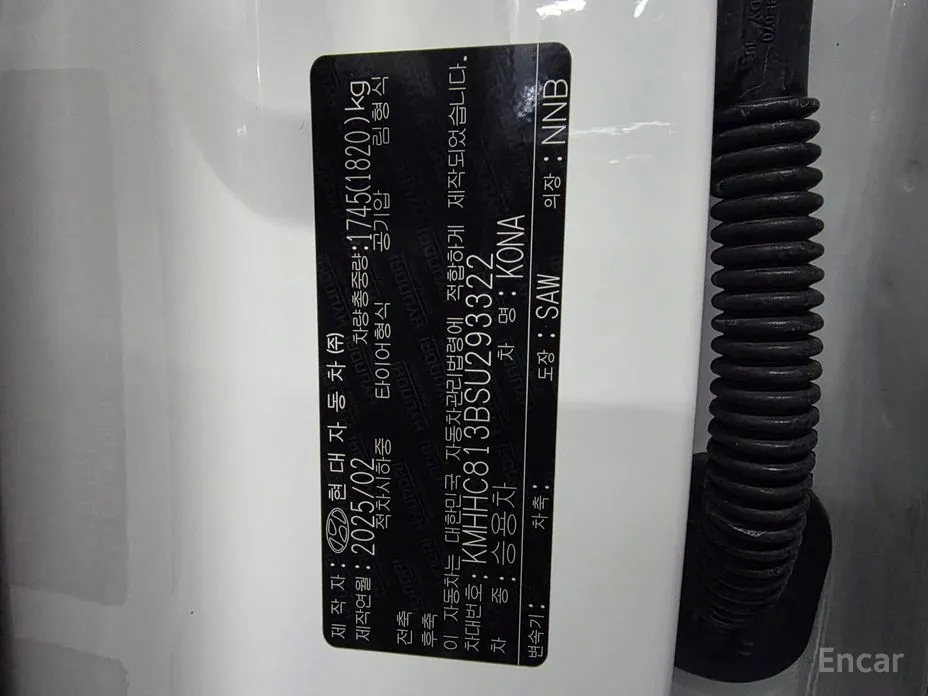 제 작 자 : 현 대 자 동 차 (주)
제작연월 : 2025/02 차량총중량:1745(1820)kg
적차시하중 타이어형식 공기압 림형식
전축
후축
이 자동차는 대한민국 자동차관리법령에 적합하게 제작되었습니다.
차대번호 : KMHHC813BSU293322
차 종 : 승용차 차 명 : KONA
변속기 : 차축 : 도장 : SAW 의장 : NNB
Encar